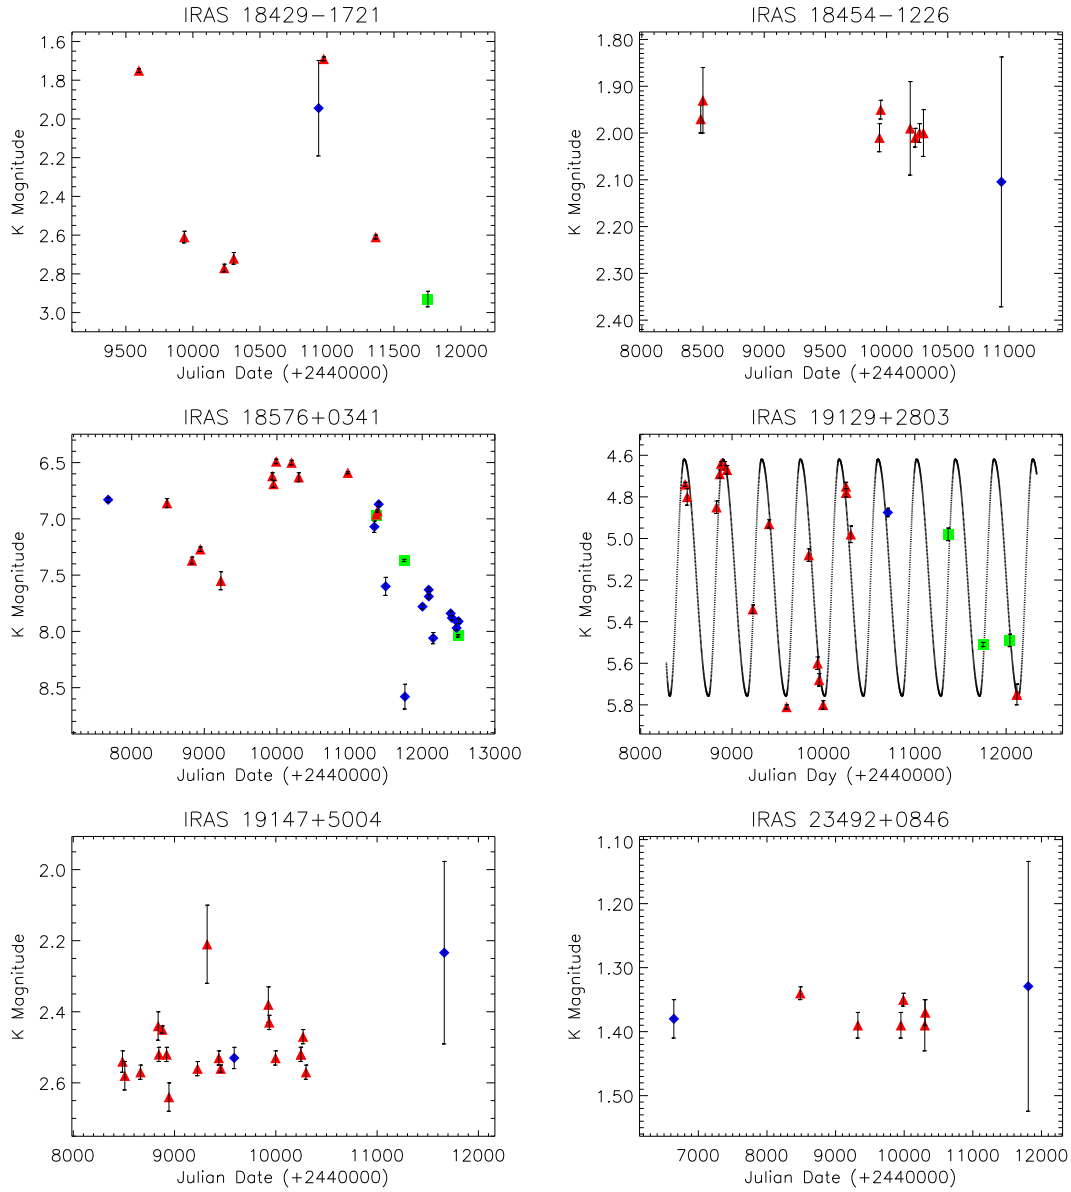 IRAS 18429−1721
1.6
1.8
2.0
2.2
2.4
2.6
2.8
3.0
K Magnitude
9500 10000 10500 11000 11500 12000
Julian Date (+2440000)
IRAS 18454−1226
1.80
1.90
2.00
2.10
2.20
2.30
2.40
K Magnitude
8000 8500 9000 9500 10000 10500 11000
Julian Date (+2440000)
IRAS 18576+0341
6.5
7.0
7.5
8.0
8.5
K Magnitude
8000 9000 10000 11000 12000 13000
Julian Date (+2440000)
IRAS 19129+2803
4.6
4.8
5.0
5.2
5.4
5.6
5.8
K Magnitude
8000 9000 10000 11000 12000
Julian Day (+2440000)
IRAS 19147+5004
2.0
2.2
2.4
2.6
K Magnitude
8000 9000 10000 11000 12000
Julian Date (+2440000)
IRAS 23492+0846
1.10
1.20
1.30
1.40
1.50
K Magnitude
7000 8000 9000 10000 11000 12000
Julian Date (+2440000)